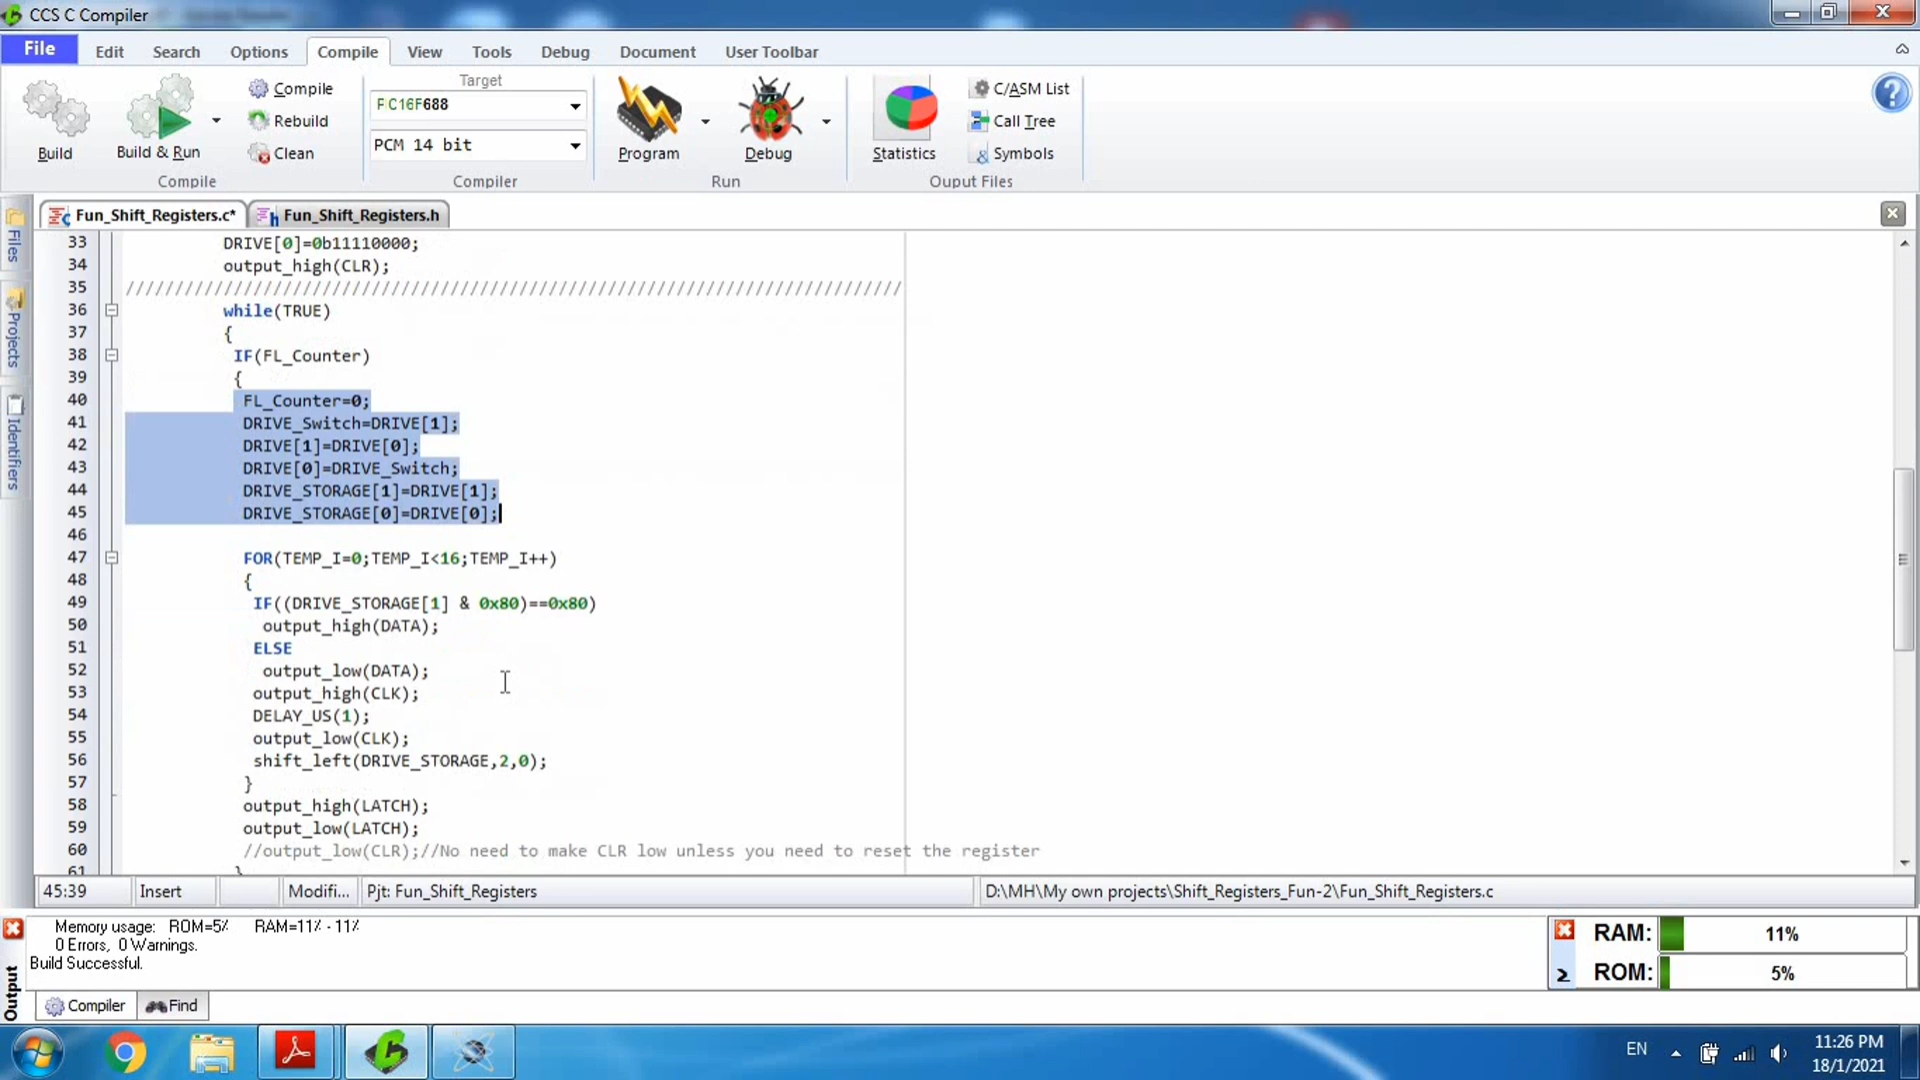 CCS C Compiler
File Edit Search Options Compile View Tools Debug Document User Toolbar
Build
Build & Run
Compile
Rebuild
Clean
Compile
Target
PIC16F688
PCM 14 bit
Compiler
Program
Debug
Run
Statistics
C/ASM List
Call Tree
Symbols
Ouput Files
Files
Projects
Identifiers
Fun_Shift_Registers.c* Fun_Shift_Registers.h
33 DRIVE[0]=0b11110000;
34 output_high(CLR);
35 ///////////////////////////////////////////////////////////////////////////////
36 while(TRUE)
37 {
38 IF(FL_Counter)
39 {
40 FL_Counter=0;
41 DRIVE_Switch=DRIVE[1];
42 DRIVE[1]=DRIVE[0];
43 DRIVE[0]=DRIVE_Switch;
44 DRIVE_STORAGE[1]=DRIVE[1];
45 DRIVE_STORAGE[0]=DRIVE[0];
46
47 FOR(TEMP_I=0;TEMP_I<16;TEMP_I++)
48 {
49 IF((DRIVE_STORAGE[1] & 0x80)==0x80)
50 output_high(DATA);
51 ELSE
52 output_low(DATA);
53 output_high(CLK);
54 DELAY_US(1);
55 output_low(CLK);
56 shift_left(DRIVE_STORAGE,2,0);
57 }
58 output_high(LATCH);
59 output_low(LATCH);
60 //output_low(CLR);//No need to make CLR low unless you need to reset the register
61 }
45:39 Insert Modifi... Pjt: Fun_Shift_Registers D:\MH\My own projects\Shift_Registers_Fun-2\Fun_Shift_Registers.c
Output
Memory usage: ROM=5% RAM=11% - 11%
0 Errors, 0 Warnings.
Build Successful.
RAM: 11%
ROM: 5%
Compiler Find
EN
11:26 PM
18/1/2021